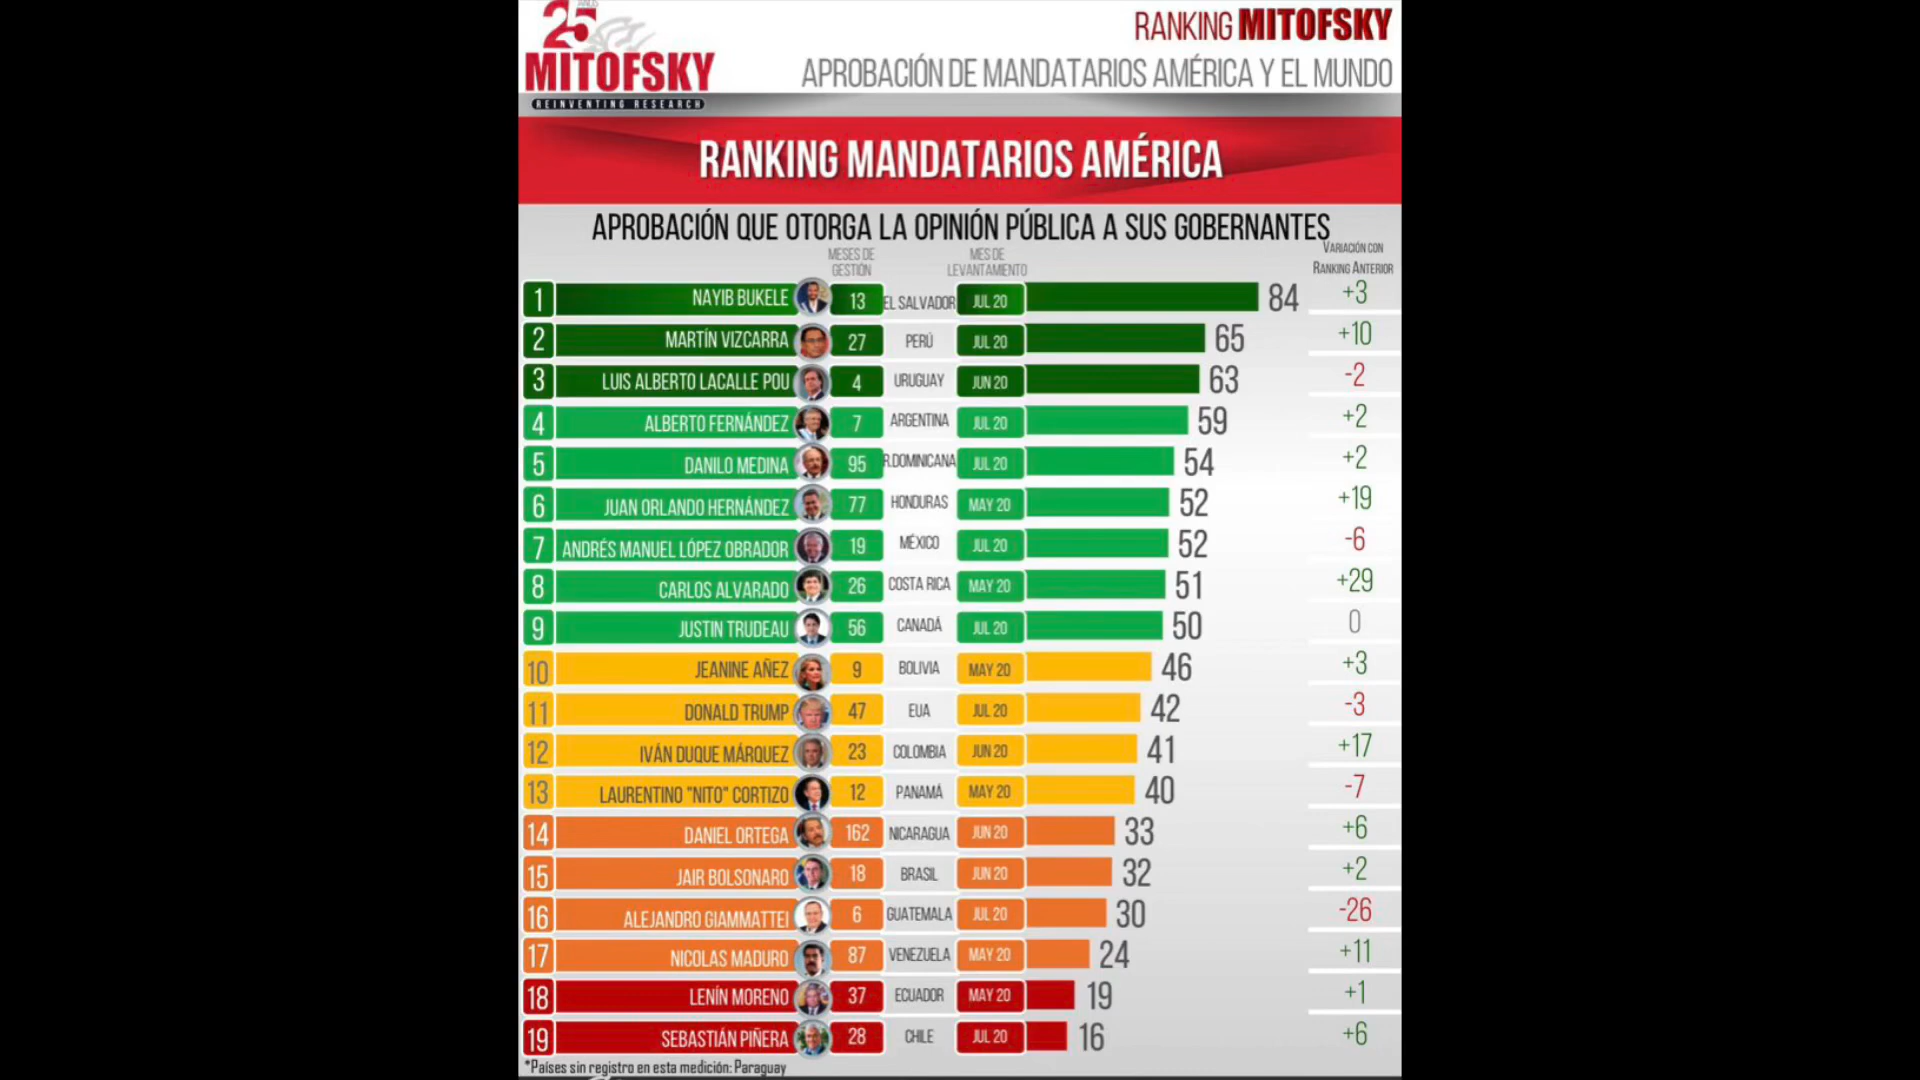 25 AÑOS
MITOFSKY
REINVENTING RESEARCH
RANKING MITOFSKY
APROBACIÓN DE MANDATARIOS AMÉRICA Y EL MUNDO
RANKING MANDATARIOS AMÉRICA
APROBACIÓN QUE OTORGA LA OPINIÓN PÚBLICA A SUS GOBERNANTES
MESES DE GESTIÓN
MES DE LEVANTAMIENTO
VARIACIÓN CON RANKING ANTERIOR
1 NAYIB BUKELE 13 EL SALVADOR JUL 20 84 +3
2 MARTÍN VIZCARRA 27 PERÚ JUL 20 65 +10
3 LUIS ALBERTO LACALLE POU 4 URUGUAY JUN 20 63 -2
4 ALBERTO FERNÁNDEZ 7 ARGENTINA JUL 20 59 +2
5 DANILO MEDINA 95 R.DOMINICANA JUL 20 54 +2
6 JUAN ORLANDO HERNÁNDEZ 77 HONDURAS MAY 20 52 +19
7 ANDRÉS MANUEL LÓPEZ OBRADOR 19 MÉXICO JUL 20 52 -6
8 CARLOS ALVARADO 26 COSTA RICA MAY 20 51 +29
9 JUSTIN TRUDEAU 56 CANADÁ JUL 20 50 0
10 JEANINE AÑEZ 9 BOLIVIA MAY 20 46 +3
11 DONALD TRUMP 47 EUA JUL 20 42 -3
12 IVÁN DUQUE MÁRQUEZ 23 COLOMBIA JUN 20 41 +17
13 LAURENTINO "NITO" CORTIZO 12 PANAMÁ MAY 20 40 -7
14 DANIEL ORTEGA 162 NICARAGUA JUN 20 33 +6
15 JAIR BOLSONARO 18 BRASIL JUN 20 32 +2
16 ALEJANDRO GIAMMATTEI 6 GUATEMALA JUL 20 30 -26
17 NICOLAS MADURO 87 VENEZUELA MAY 20 24 +11
18 LENÍN MORENO 37 ECUADOR MAY 20 19 +1
19 SEBASTIÁN PIÑERA 28 CHILE JUL 20 16 +6
*Países sin registro en esta medición: Paraguay